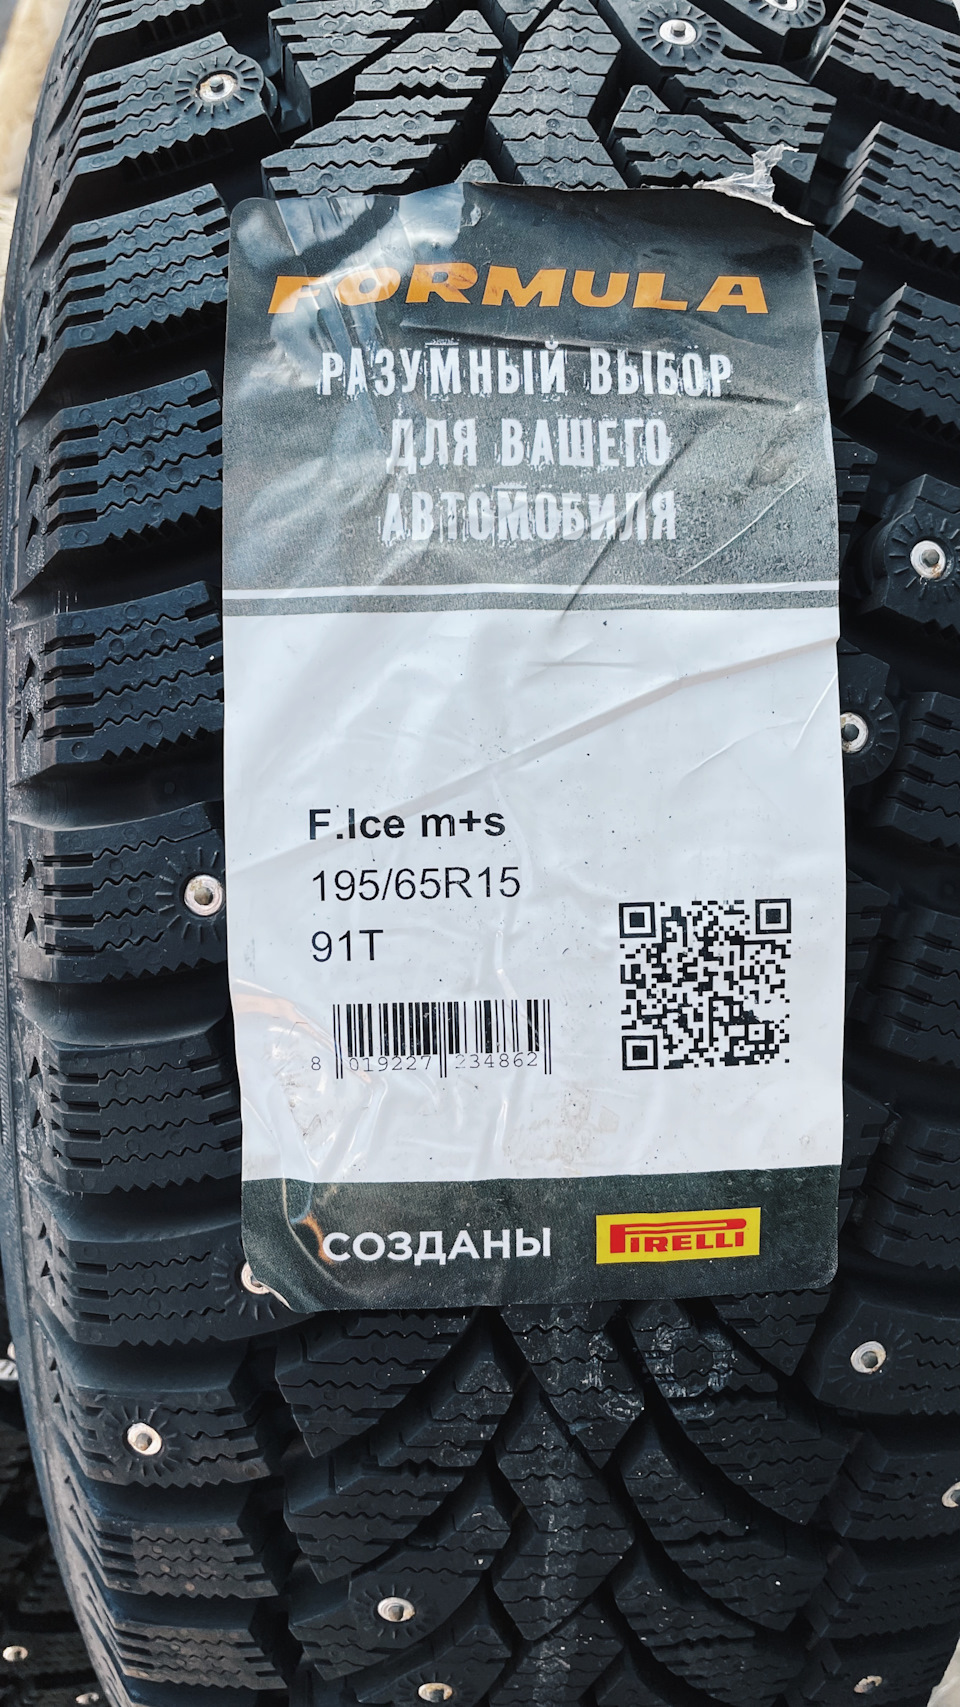 FORMULA
РАЗУМНЫЙ ВЫБОР
ДЛЯ ВАШЕГО
АВТОМОБИЛЯ
F.Ice m+s
195/65R15
91T
8 019227 234862
СОЗДАНЫ PIRELLI